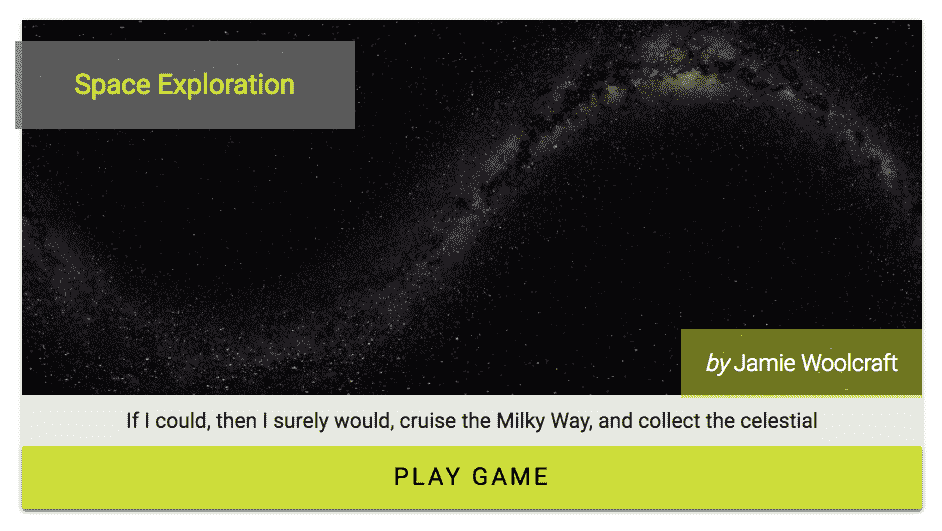 Space Exploration
by Jamie Woolcraft
If I could, then I surely would, cruise the Milky Way, and collect the celestial
PLAY GAME